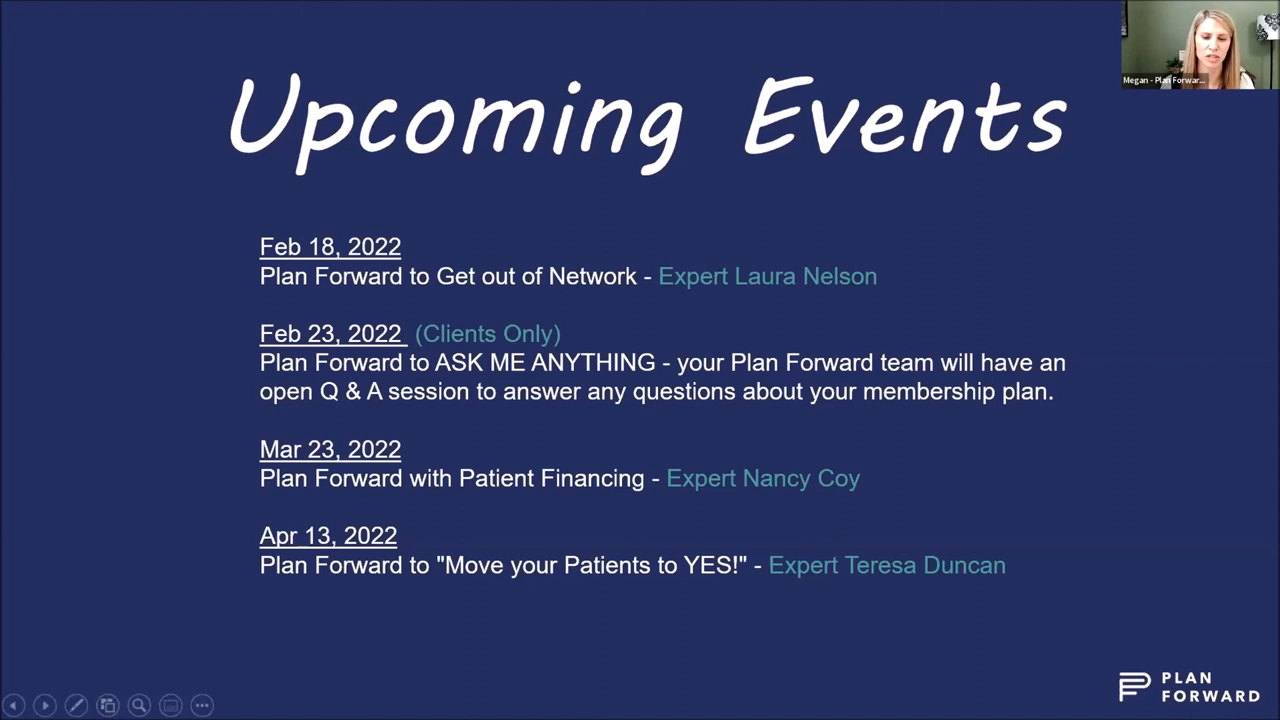 Upcoming Events
Megan - Plan Forwar...
Feb 18, 2022
Plan Forward to Get out of Network - Expert Laura Nelson
Feb 23, 2022 (Clients Only)
Plan Forward to ASK ME ANYTHING - your Plan Forward team will have an
open Q & A session to answer any questions about your membership plan.
Mar 23, 2022
Plan Forward with Patient Financing - Expert Nancy Coy
Apr 13, 2022
Plan Forward to "Move your Patients to YES!" - Expert Teresa Duncan
PLAN
FORWARD